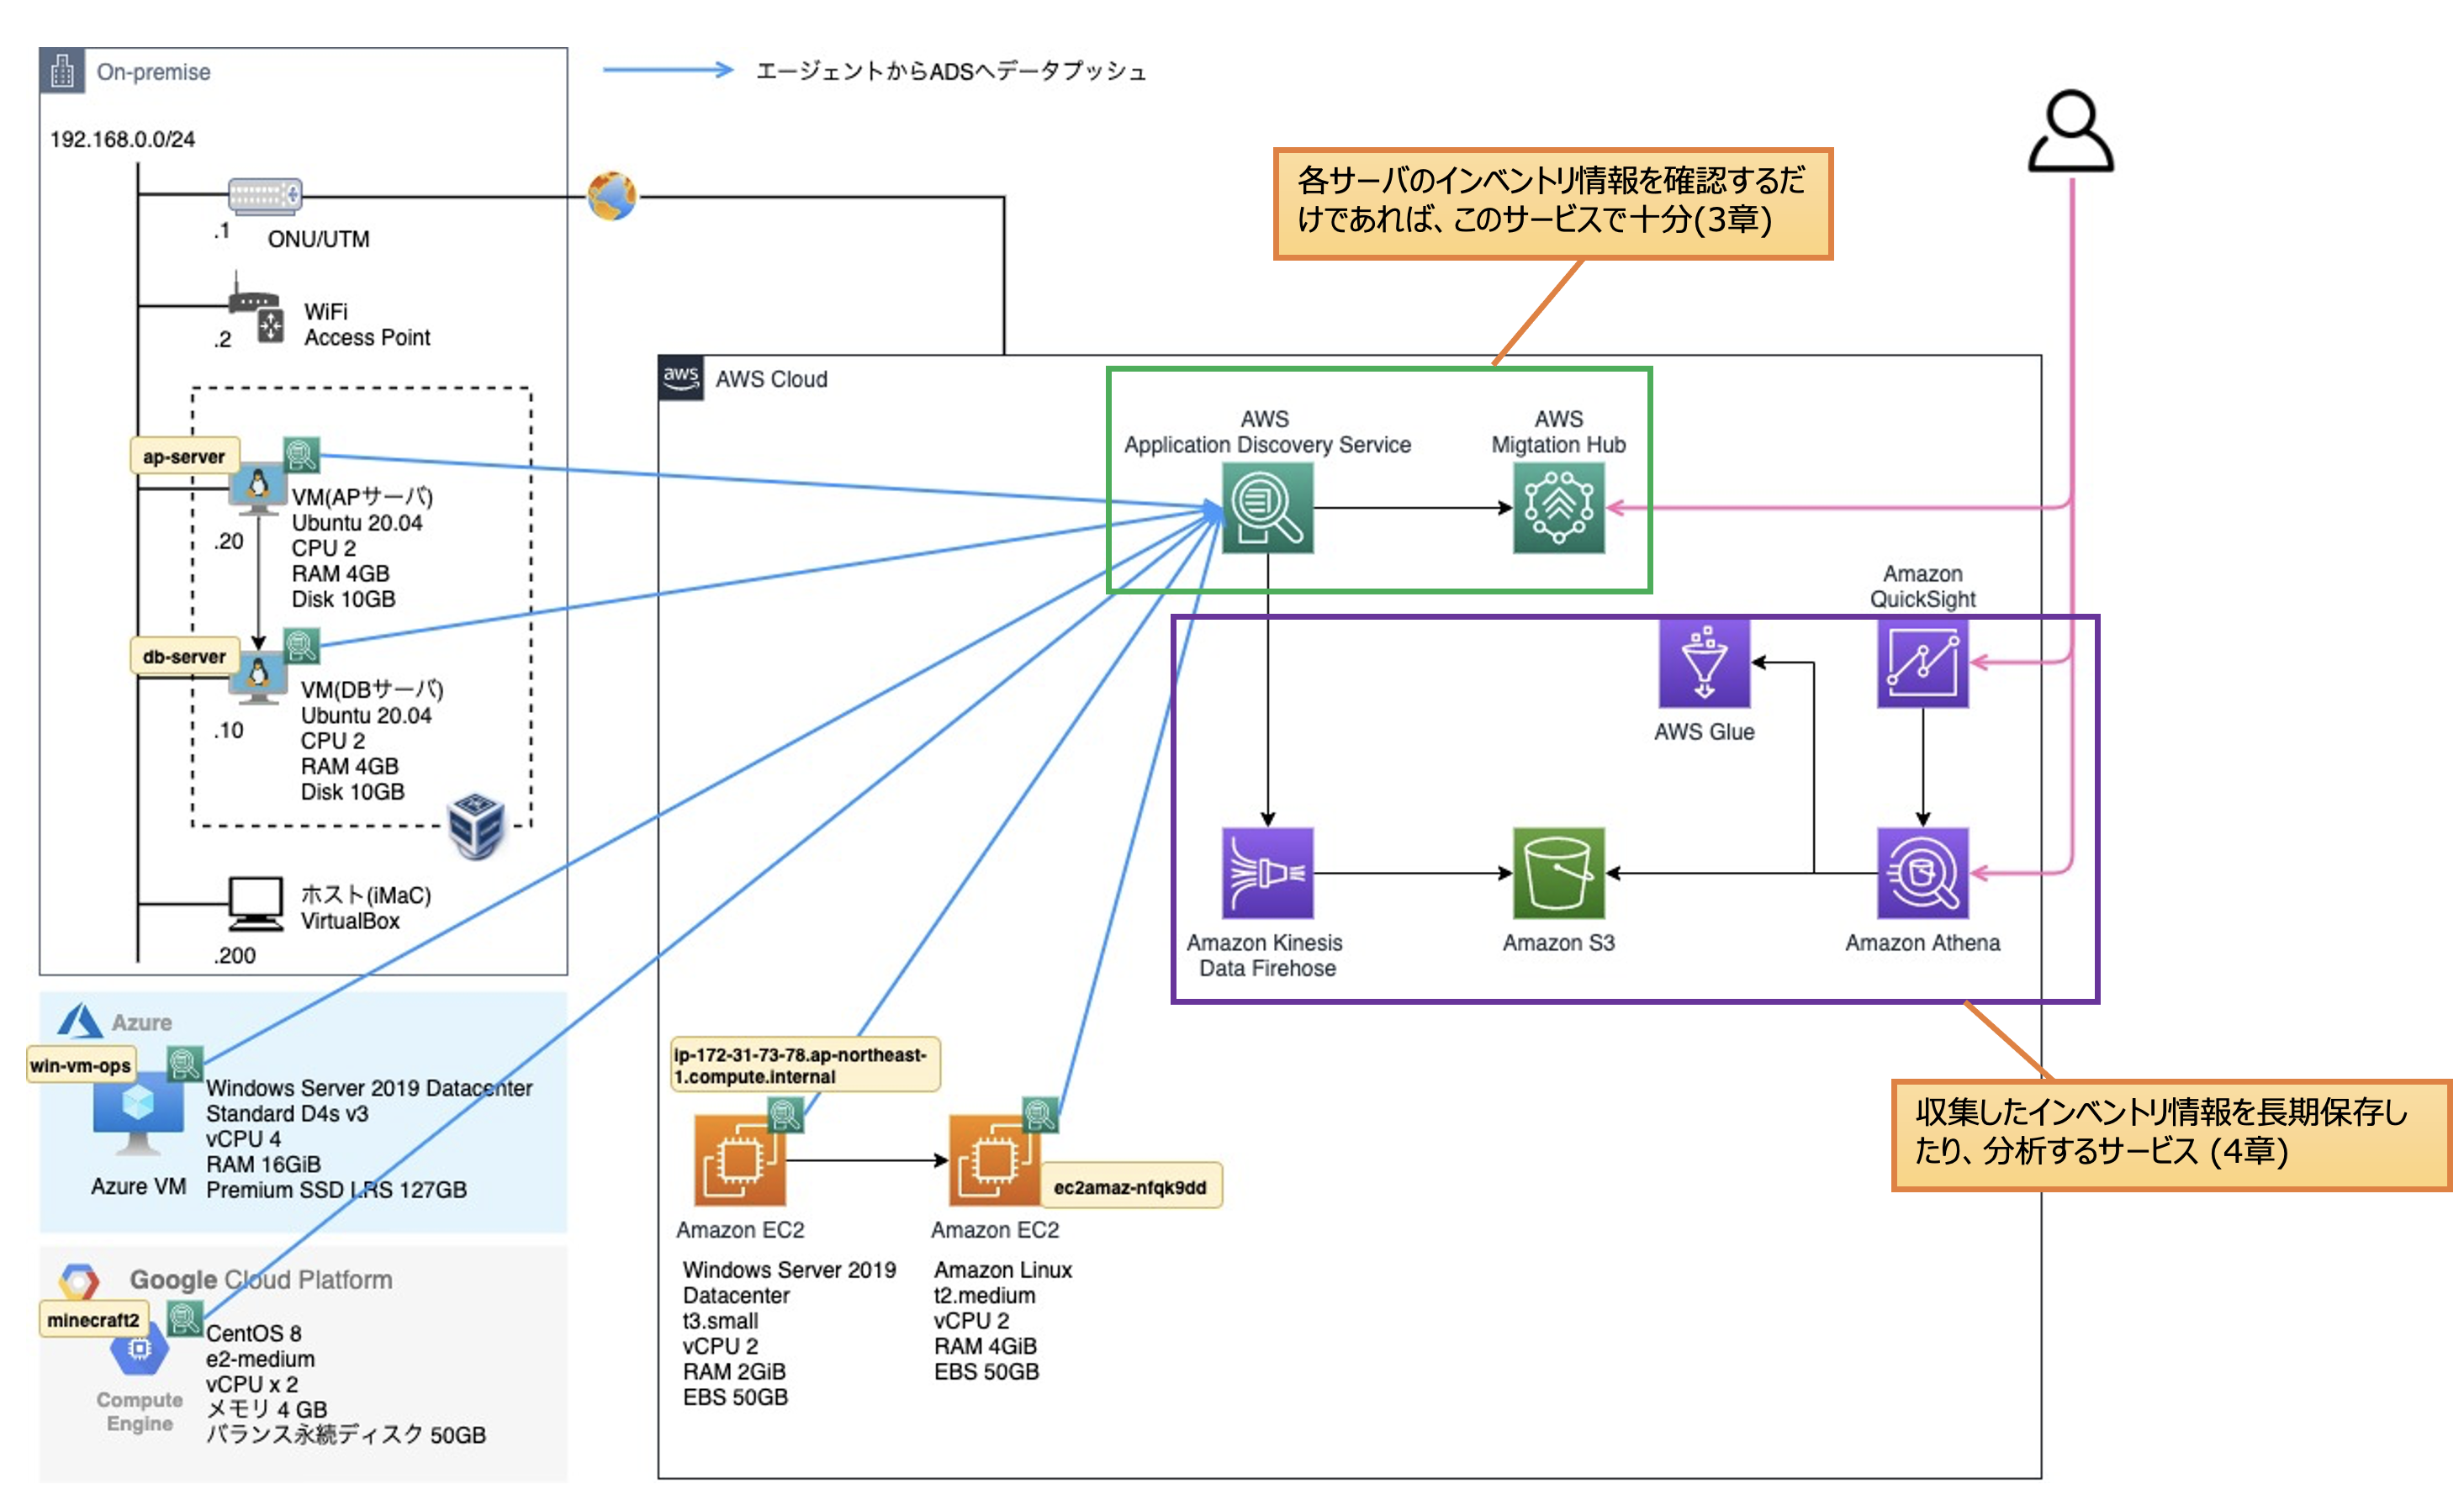 On-premise
エージェントからADSへデータプッシュ
192.168.0.0/24
.1
ONU/UTM
.2
WiFi
Access Point
ap-server
VM(APサーバ)
Ubuntu 20.04
CPU 2
RAM 4GB
Disk 10GB
.20
db-server
VM(DBサーバ)
Ubuntu 20.04
CPU 2
RAM 4GB
Disk 10GB
.10
ホスト(iMaC)
VirtualBox
.200
Azure
win-vm-ops
Windows Server 2019 Datacenter
Standard D4s v3
vCPU 4
RAM 16GiB
Premium SSD LRS 127GB
Azure VM
Google Cloud Platform
minecraft2
CentOS 8
e2-medium
vCPU x 2
メモリ 4 GB
バランス永続ディスク 50GB
Compute
Engine
各サーバのインベントリ情報を確認するだ
けであれば、このサービスで十分(3章)
aws
AWS Cloud
AWS
Application Discovery Service
AWS
Migtation Hub
Amazon
QuickSight
AWS Glue
Amazon Kinesis
Data Firehose
Amazon S3
Amazon Athena
収集したインベントリ情報を長期保存し
たり、分析するサービス (4章)
ip-172-31-73-78.ap-northeast-
1.compute.internal
ec2amaz-nfqk9dd
Amazon EC2
Windows Server 2019
Datacenter
t3.small
vCPU 2
RAM 2GiB
EBS 50GB
Amazon EC2
Amazon Linux
t2.medium
vCPU 2
RAM 4GiB
EBS 50GB